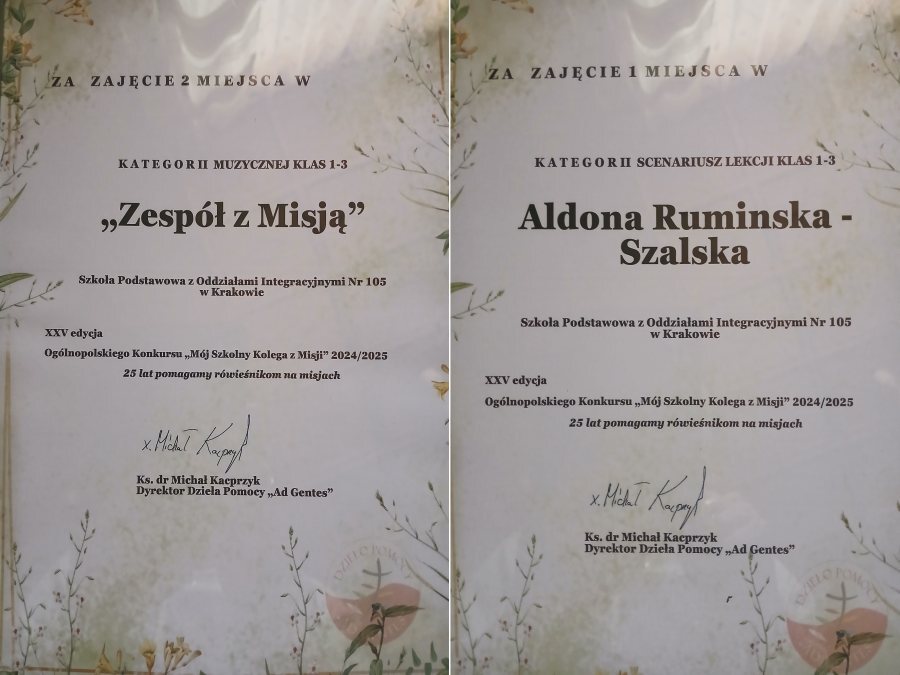 ZA ZAJĘCIE 2 MIEJSCA W
KATEGORII MUZYCZNEJ KLAS 1-3
„Zespół z Misją”
Szkoła Podstawowa z Oddziałami Integracyjnymi Nr 105
w Krakowie
XXV edycja
Ogólnopolskiego Konkursu „Mój Szkolny Kolega z Misji” 2024/2025
25 lat pomagamy rówieśnikom na misjach
x. Michał Kacprzyk
Ks. dr Michał Kacprzyk
Dyrektor Dzieła Pomocy „Ad Gentes”
DZIEŁO POMOCY
ZA ZAJĘCIE 1 MIEJSCA W
KATEGORII SCENARIUSZ LEKCJI KLAS 1-3
Aldona Ruminska -
Szalska
Szkoła Podstawowa z Oddziałami Integracyjnymi Nr 105
w Krakowie
XXV edycja
Ogólnopolskiego Konkursu „Mój Szkolny Kolega z Misji” 2024/2025
25 lat pomagamy rówieśnikom na misjach
x. Michał Kacprzyk
Ks. dr Michał Kacprzyk
Dyrektor Dzieła Pomocy „Ad Gentes”
DZIEŁO POMOCY